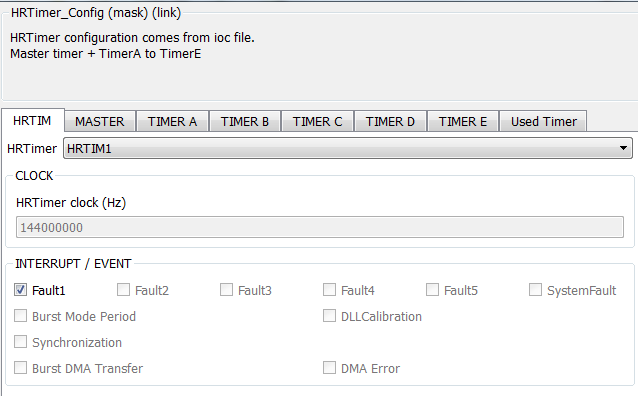 HRTimer_Config (mask) (link)
HRTimer configuration comes from ioc file.
Master timer + TimerA to TimerE
HRTIM MASTER TIMER A TIMER B TIMER C TIMER D TIMER E Used Timer
HRTimer HRTIM1
CLOCK
HRTimer clock (Hz)
144000000
INTERRUPT / EVENT
Fault1 Fault2 Fault3 Fault4 Fault5 SystemFault
Burst Mode Period DLLCalibration
Synchronization
Burst DMA Transfer DMA Error